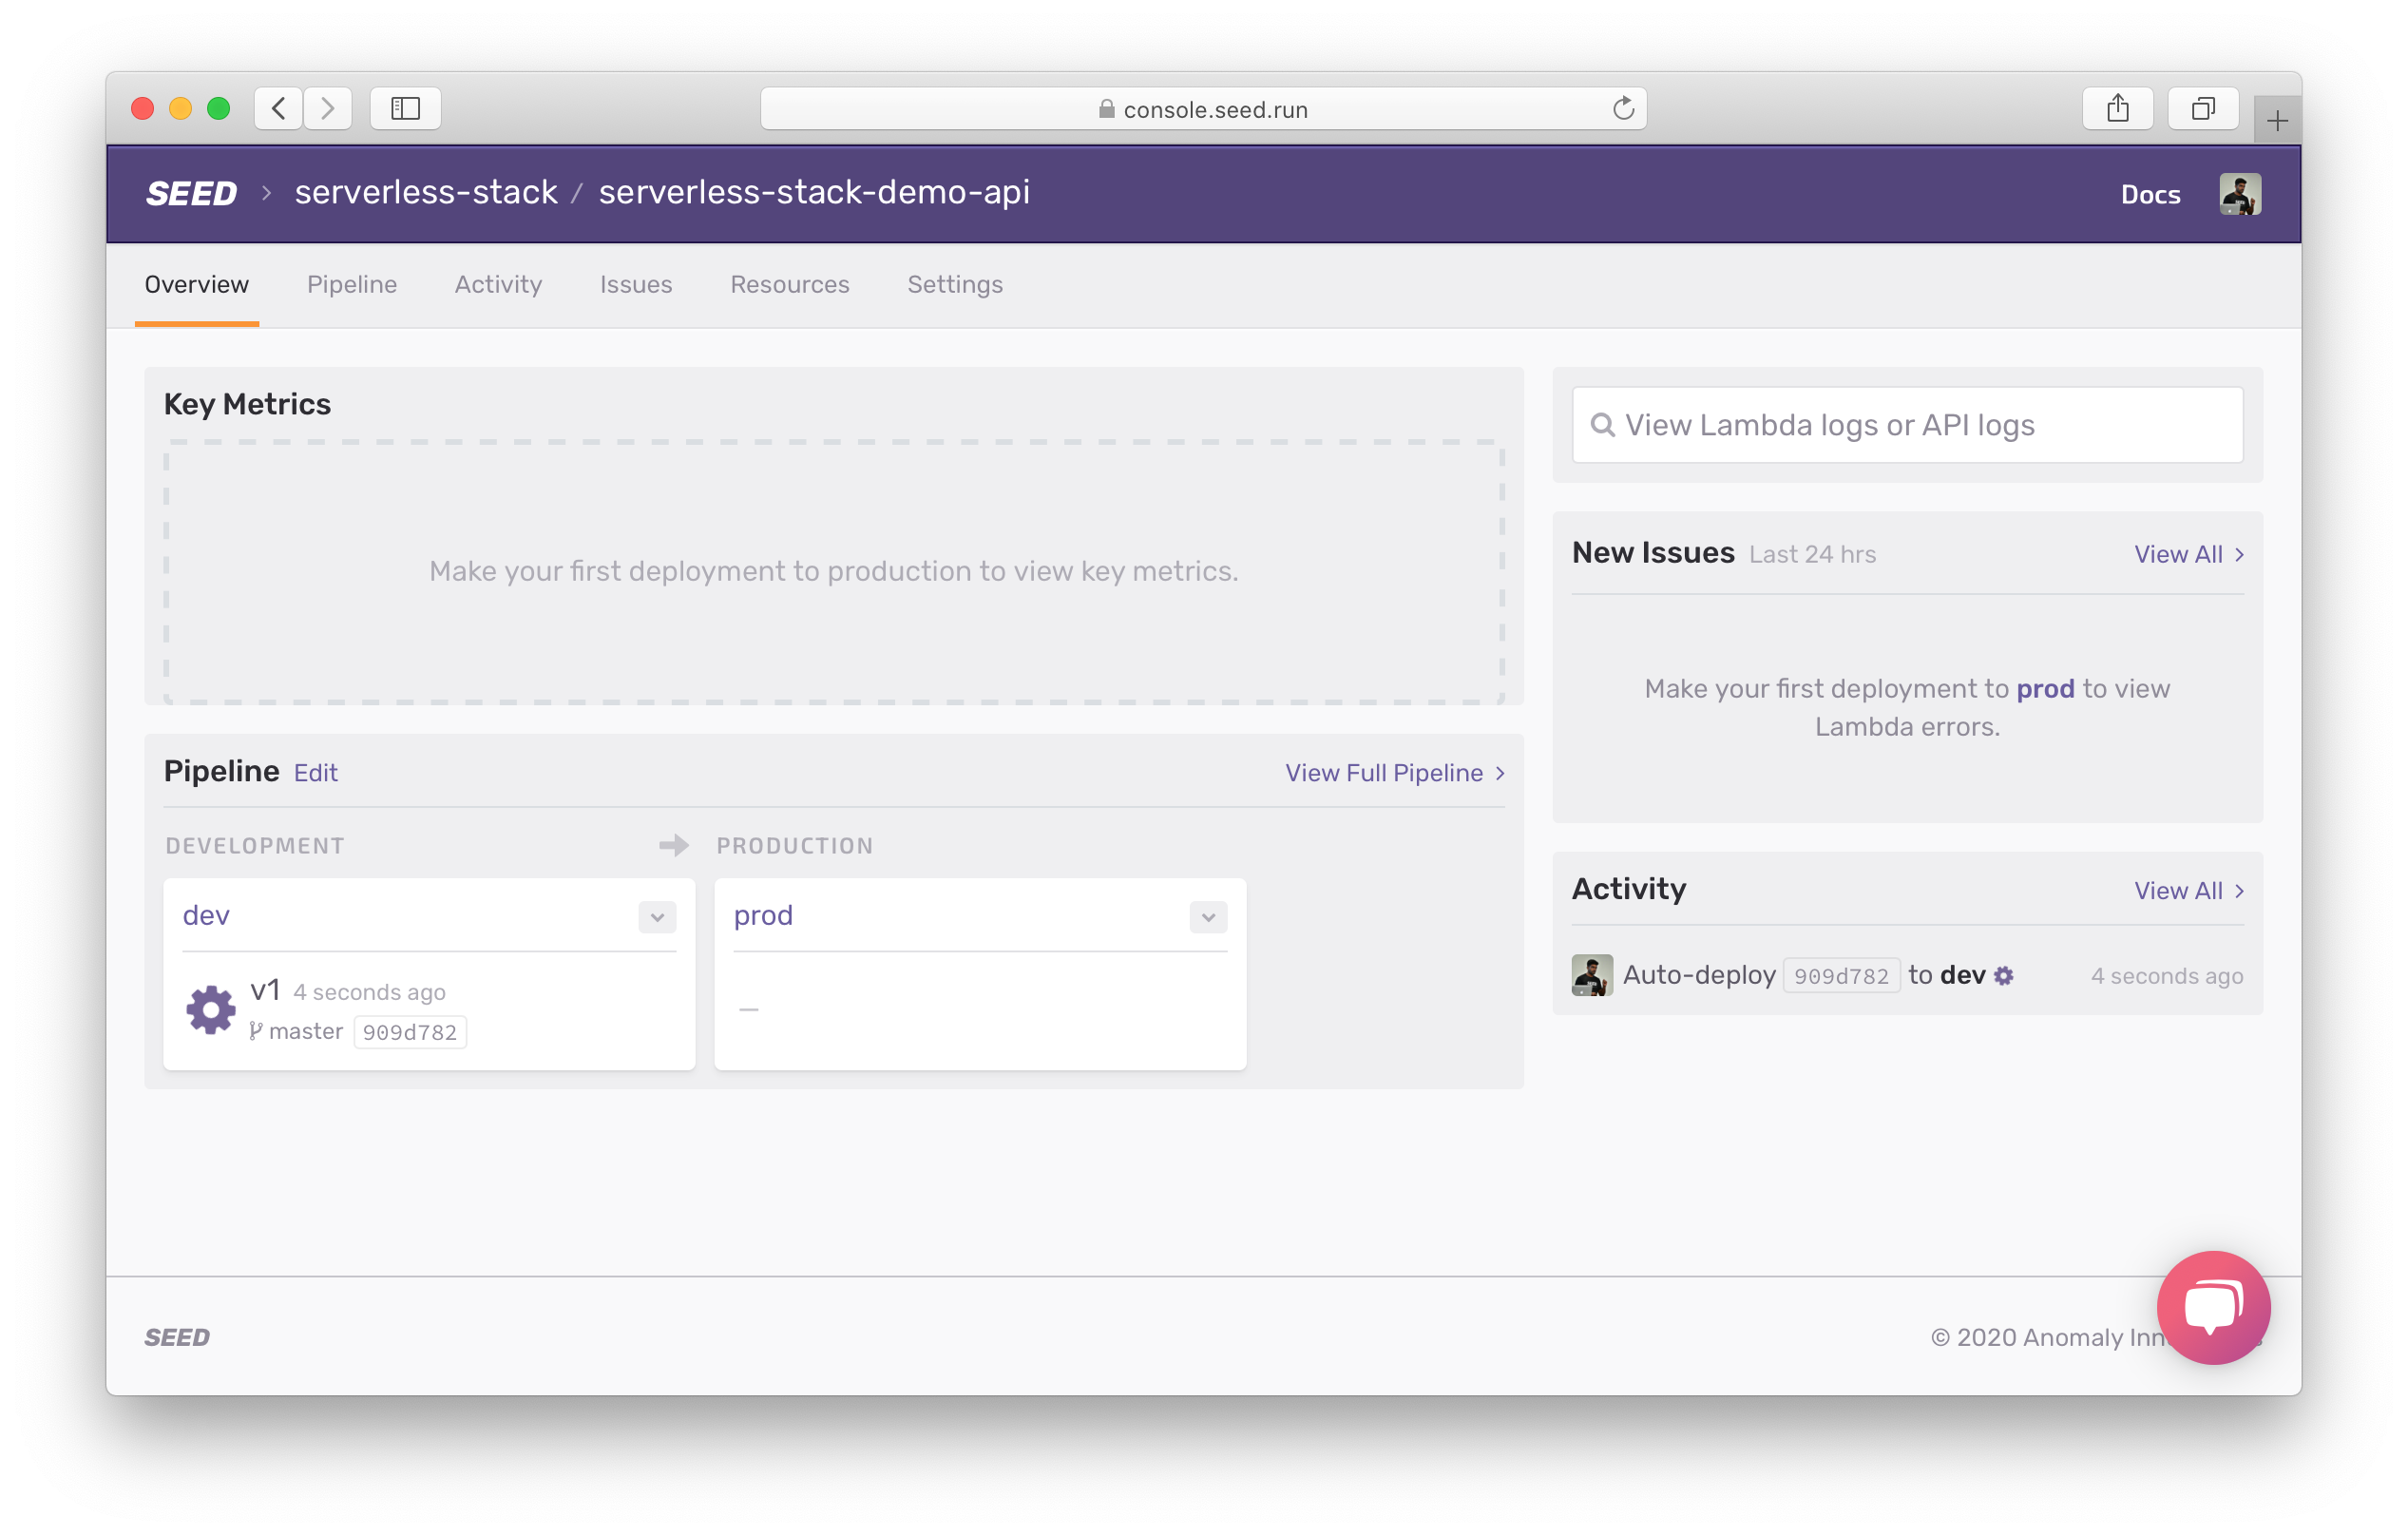 console.seed.run
SEED > serverless-stack / serverless-stack-demo-api
Docs
Overview
Pipeline
Activity
Issues
Resources
Settings
Key Metrics
Make your first deployment to production to view key metrics.
Pipeline Edit
View Full Pipeline >
DEVELOPMENT
PRODUCTION
dev
v1 4 seconds ago
master 909d782
prod
—
View Lambda logs or API logs
New Issues Last 24 hrs
View All >
Make your first deployment to prod to view
Lambda errors.
Activity
View All >
Auto-deploy 909d782 to dev
4 seconds ago
SEED
© 2020 Anomaly